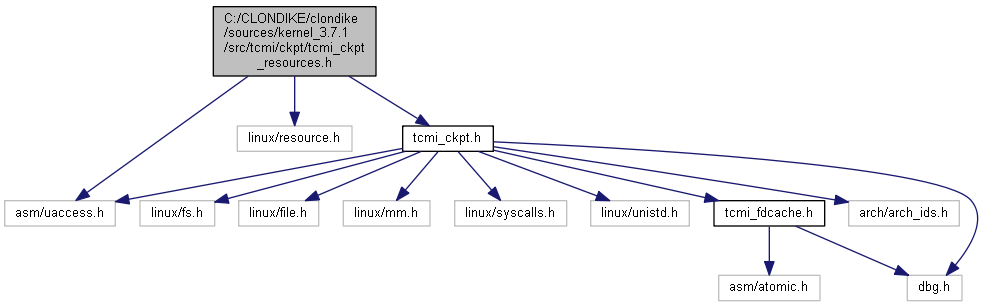 C:/CLONDIKE/clondike
/sources/kernel_3.7.1
/src/tcmi/ckpt/tcmi_ckpt
_resources.h
linux/resource.h
tcmi_ckpt.h
asm/uaccess.h
linux/fs.h
linux/file.h
linux/mm.h
linux/syscalls.h
linux/unistd.h
tcmi_fdcache.h
arch/arch_ids.h
asm/atomic.h
dbg.h